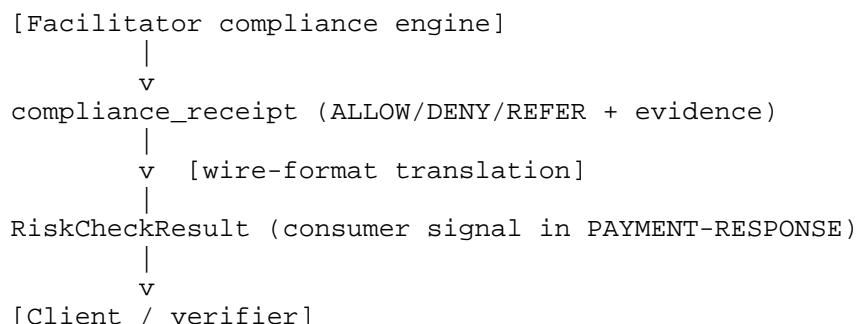 [Facilitator compliance engine]
|
v
compliance_receipt (ALLOW/DENY/REFER + evidence)
|
v [wire-format translation]
|
RiskCheckResult (consumer signal in PAYMENT-RESPONSE)
|
v
[Client / verifier]